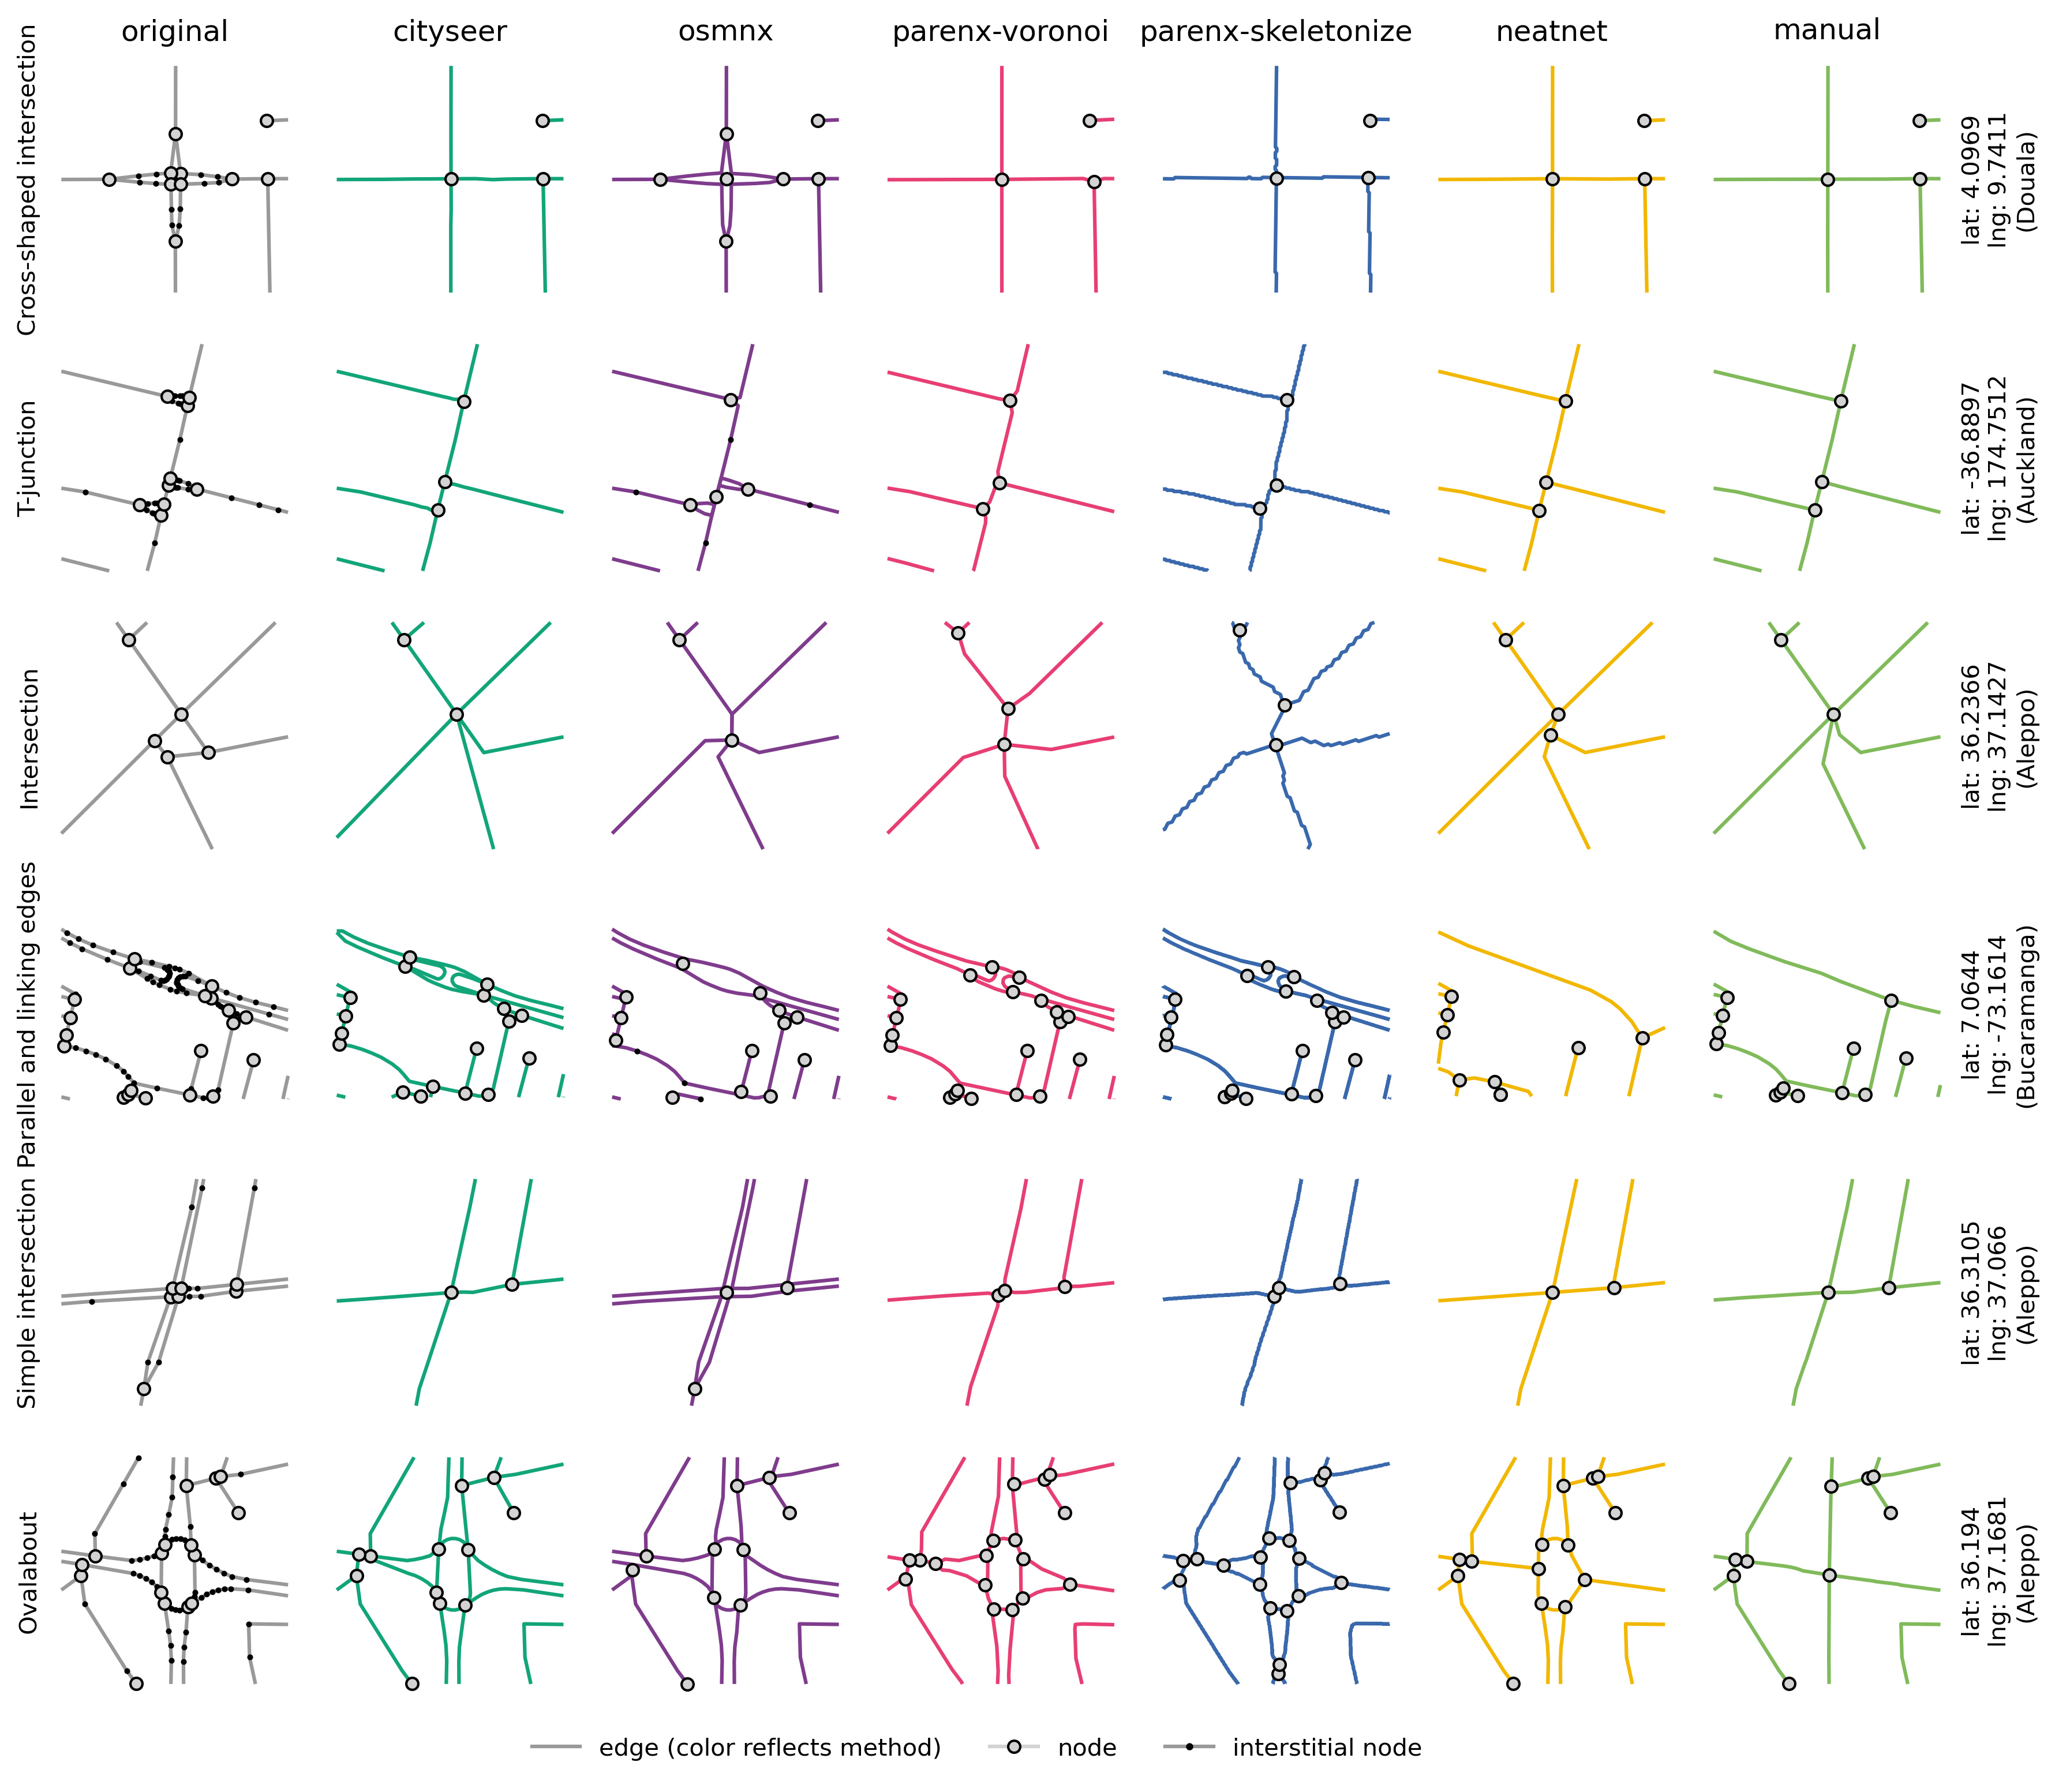 original
cityseer
osmnx
parenx-voronoi
parenx-skeletonize
neatnet
manual
Cross-shaped intersection
lat: 4.0969
lng: 9.7411
(Douala)
T-junction
lat: -36.8897
lng: 174.7512
(Auckland)
Intersection
lat: 36.2366
lng: 37.1427
(Aleppo)
Parallel and linking edges
lat: 7.0644
lng: -73.1614
(Bucaramanga)
Simple intersection
lat: 36.3105
lng: 37.066
(Aleppo)
Ovalabout
lat: 36.194
lng: 37.1681
(Aleppo)
edge (color reflects method)
node
interstitial node